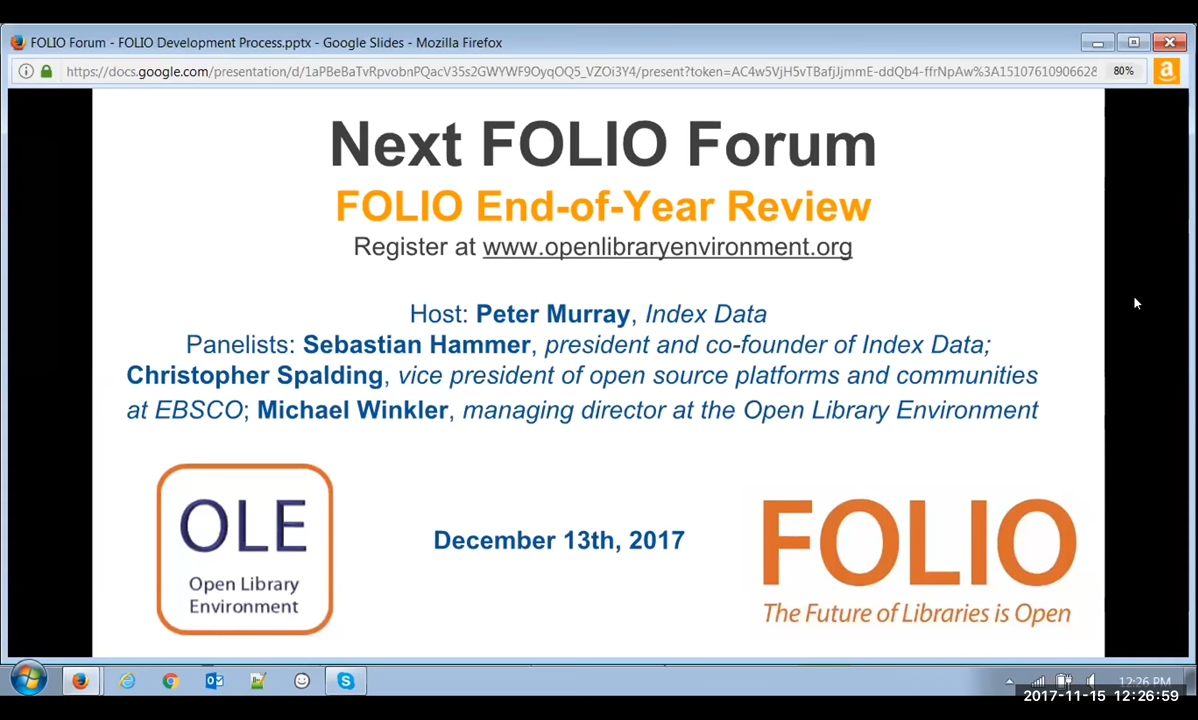 FOLIO Forum - FOLIO Development Process.pptx - Google Slides - Mozilla Firefox
https://docs.google.com/presentation/d/1aPBeBaTvRpvobnPQacV35s2GWYWF9OyqOQ5_VZOi3Y4/present?token=AC4w5VjH5vTBafjJjmmE-ddQb4-ffrNpAw%3A15107610906628
80%
Next FOLIO Forum
FOLIO End-of-Year Review
Register at www.openlibraryenvironment.org
Host: Peter Murray, Index Data
Panelists: Sebastian Hammer, president and co-founder of Index Data;
Christopher Spalding, vice president of open source platforms and communities
at EBSCO; Michael Winkler, managing director at the Open Library Environment
OLE
Open Library
Environment
December 13th, 2017
FOLIO
The Future of Libraries is Open
12:26 PM
2017-11-15 12:26:59